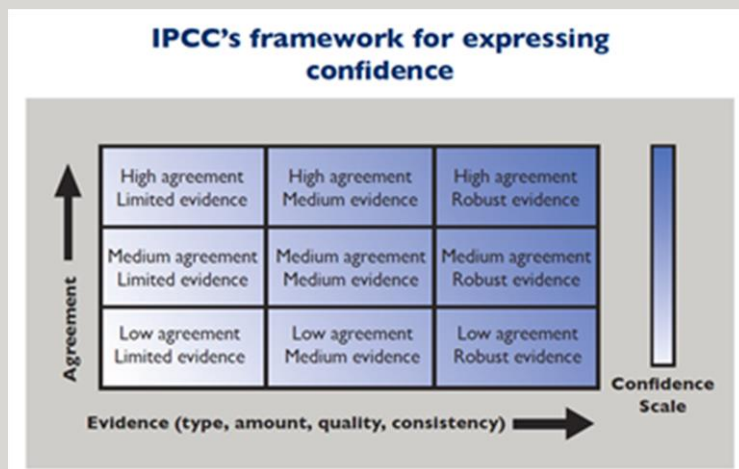 IPCC's framework for expressing
confidence
High agreement
Limited evidence
High agreement
Medium evidence
High agreement
Robust evidence
Medium agreement
Limited evidence
Medium agreement
Medium evidence
Medium agreement
Robust evidence
Low agreement
Limited evidence
Low agreement
Medium evidence
Low agreement
Robust evidence
Agreement
Evidence (type, amount, quality, consistency)
Confidence
Scale